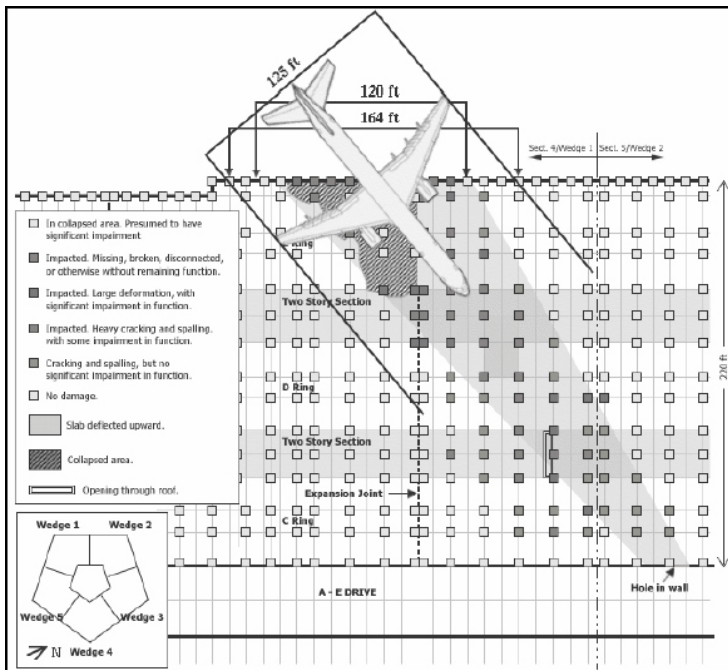 125 ft
120 ft
164 ft
Sect. 4/Wedge 1
Sect. 5/Wedge 2
In collapsed area. Presumed to have
significant impairment
Impacted. Missing, broken, disconnected,
or otherwise without remaining function.
Impacted. Large deformation, with
significant impairment in function.
Impacted. Heavy cracking and spalling.
with some impairment in function.
Cracking and spalling, but no
significant impairment in function.
No damage.
Slab deflected upward.
Collapsed area.
Opening through roof.
Ring
Two Story Section
D Ring
Two Story Section
Expansion Joint
C Ring
220 ft
Hole in wall
A - E DRIVE
Wedge 1
Wedge 2
Wedge 5
Wedge 3
N
Wedge 4